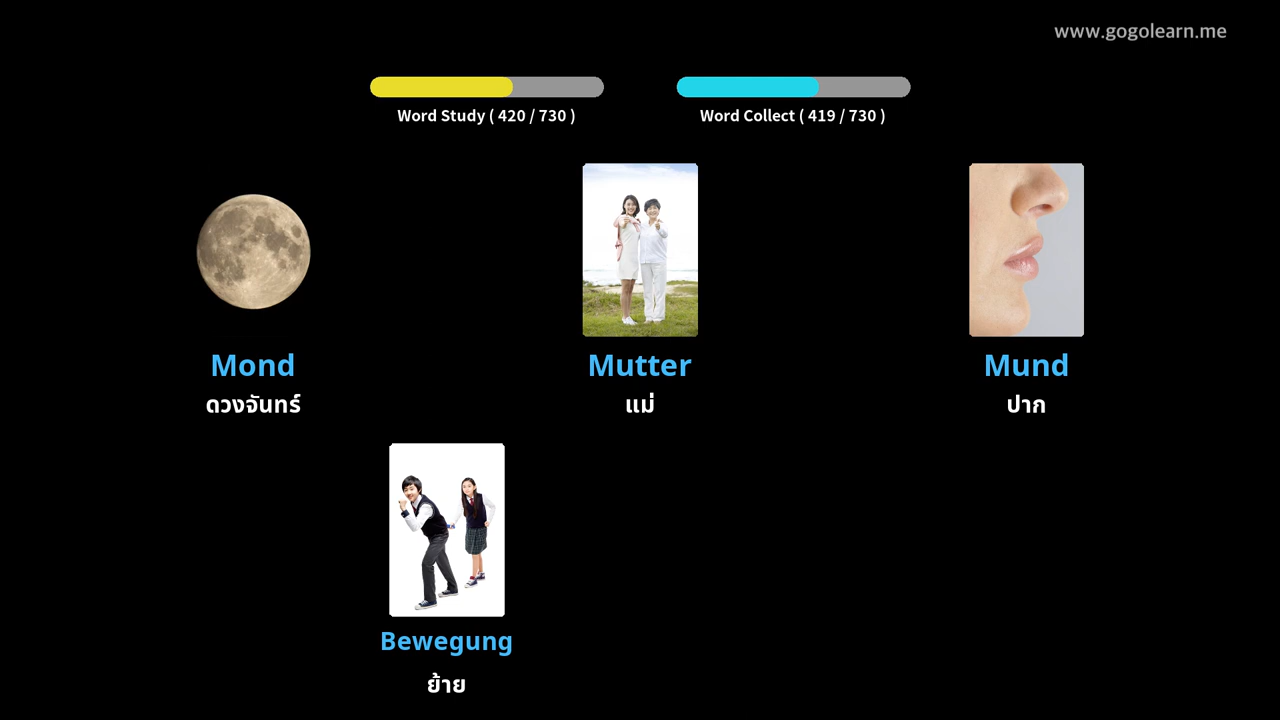 www.gogolearn.me
Word Study ( 420 / 730 )
Word Collect ( 419 / 730 )
Mond
ดวงจันทร์
Mutter
แม่
Mund
ปาก
Bewegung
ย้าย